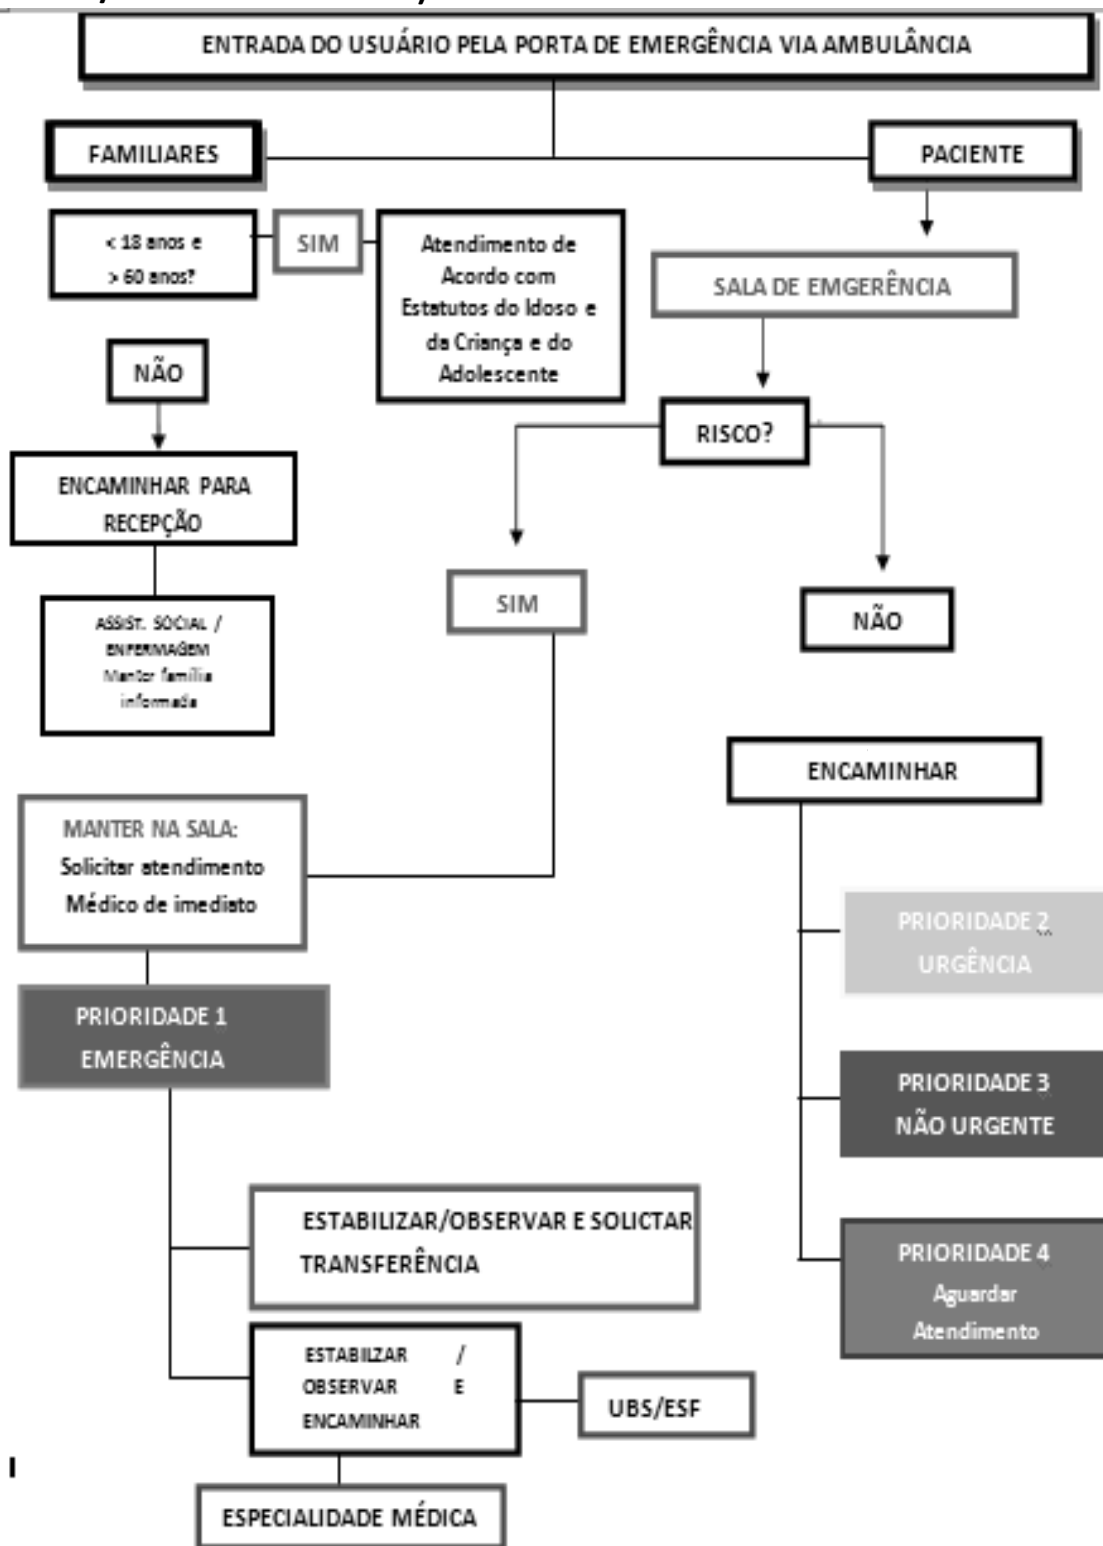 ENTRADA DO USUÁRIO PELA PORTA DE EMERGÊNCIA VIA AMBULÂNCIA
FAMILIARES
PACIENTE
< 18 anos e
> 60 anos?
SIM
Atendimento de
Acordo com
Estatutos do Idoso e
da Criança e do
Adolescente
SALA DE EMGERÊNCIA
NÃO
RISCO?
ENCAMINHAR PARA
RECEPÇÃO
SIM
NÃO
ASSIST. SOCIAL /
ENFERMAGEM
Manter família
informada
ENCAMINHAR
MANTER NA SALA:
Solicitar atendimento
Médico de imediato
PRIORIDADE 2
URGÊNCIA
PRIORIDADE 1
EMERGÊNCIA
PRIORIDADE 3
NÃO URGENTE
ESTABILIZAR/OBSERVAR E SOLICTAR
TRANSFERÊNCIA
PRIORIDADE 4
Aguardar
Atendimento
ESTABILZAR /
OBSERVAR E
ENCAMINHAR
UBS/ESF
ESPECIALIDADE MÉDICA